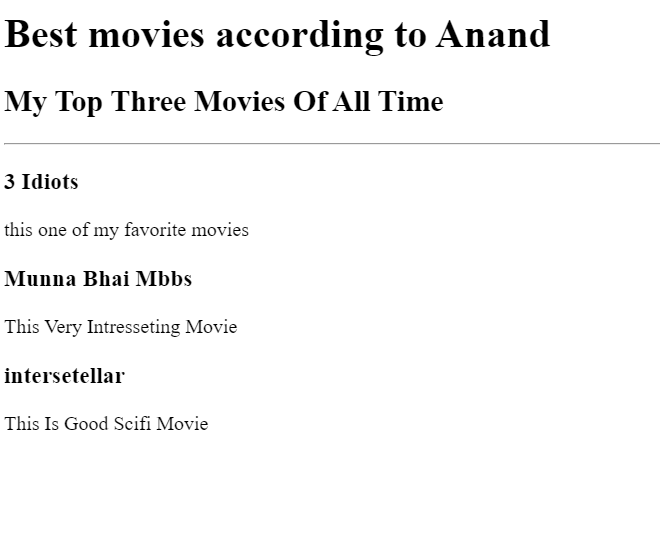 Best movies according to Anand
My Top Three Movies Of All Time
3 Idiots
this one of my favorite movies
Munna Bhai Mbbs
This Very Intresseting Movie
intersetellar
This Is Good Scifi Movie